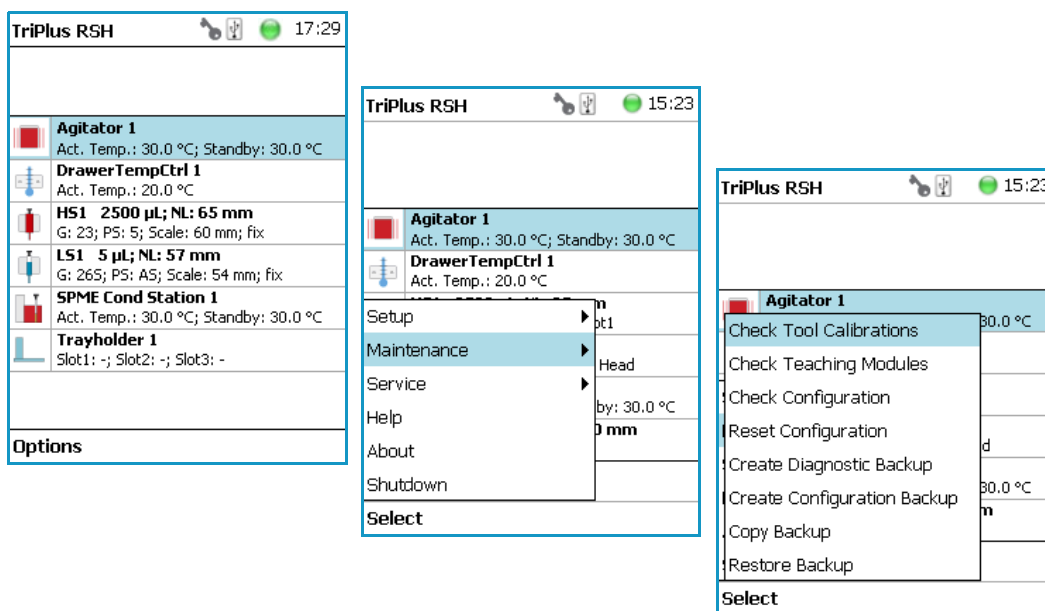 TriPlus RSH 17:29
Agitator 1
Act. Temp.: 30.0 °C; Standby: 30.0 °C
DrawerTempCtrl 1
Act. Temp.: 20.0 °C
HS1 2500 µL; NL: 65 mm
G: 23; PS: 5; Scale: 60 mm; fix
LS1 5 µL; NL: 57 mm
G: 26S; PS: AS; Scale: 54 mm; fix
SPME Cond Station 1
Act. Temp.: 30.0 °C; Standby: 30.0 °C
Trayholder 1
Slot1: -; Slot2: -; Slot3: -
Options
TriPlus RSH 15:23
Agitator 1
Act. Temp.: 30.0 °C; Standby: 30.0 °C
DrawerTempCtrl 1
Act. Temp.: 20.0 °C
Setup
Maintenance
Head
Service
by: 30.0 °C
Help
mm
About
Shutdown
Select
TriPlus RSH 15:23
Agitator 1
30.0 °C
Check Tool Calibrations
Check Teaching Modules
Check Configuration
Reset Configuration
Create Diagnostic Backup
Create Configuration Backup
30.0 °C
Copy Backup
Restore Backup
Select